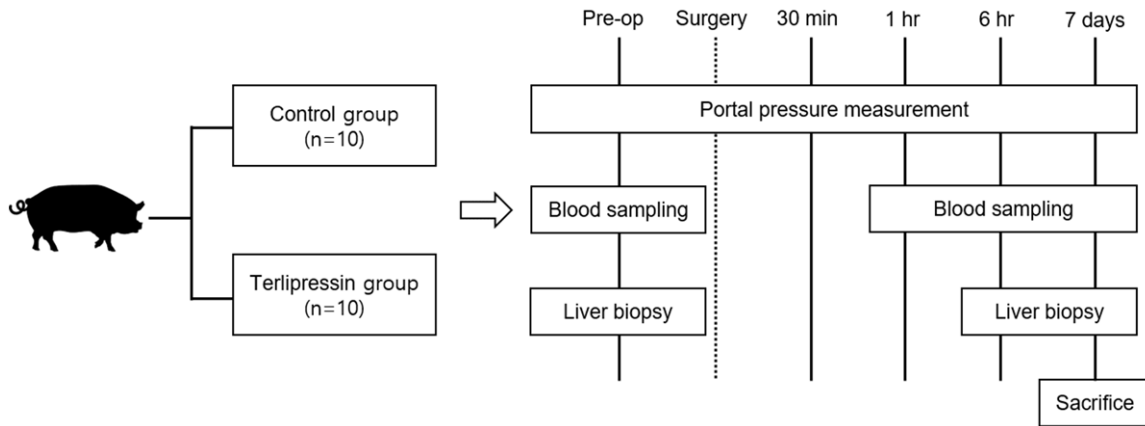 Pre-op Surgery 30 min 1 hr 6 hr 7 days
Control group
(n=10)
Terlipressin group
(n=10)
Portal pressure measurement
Blood sampling Blood sampling
Liver biopsy Liver biopsy
Sacrifice